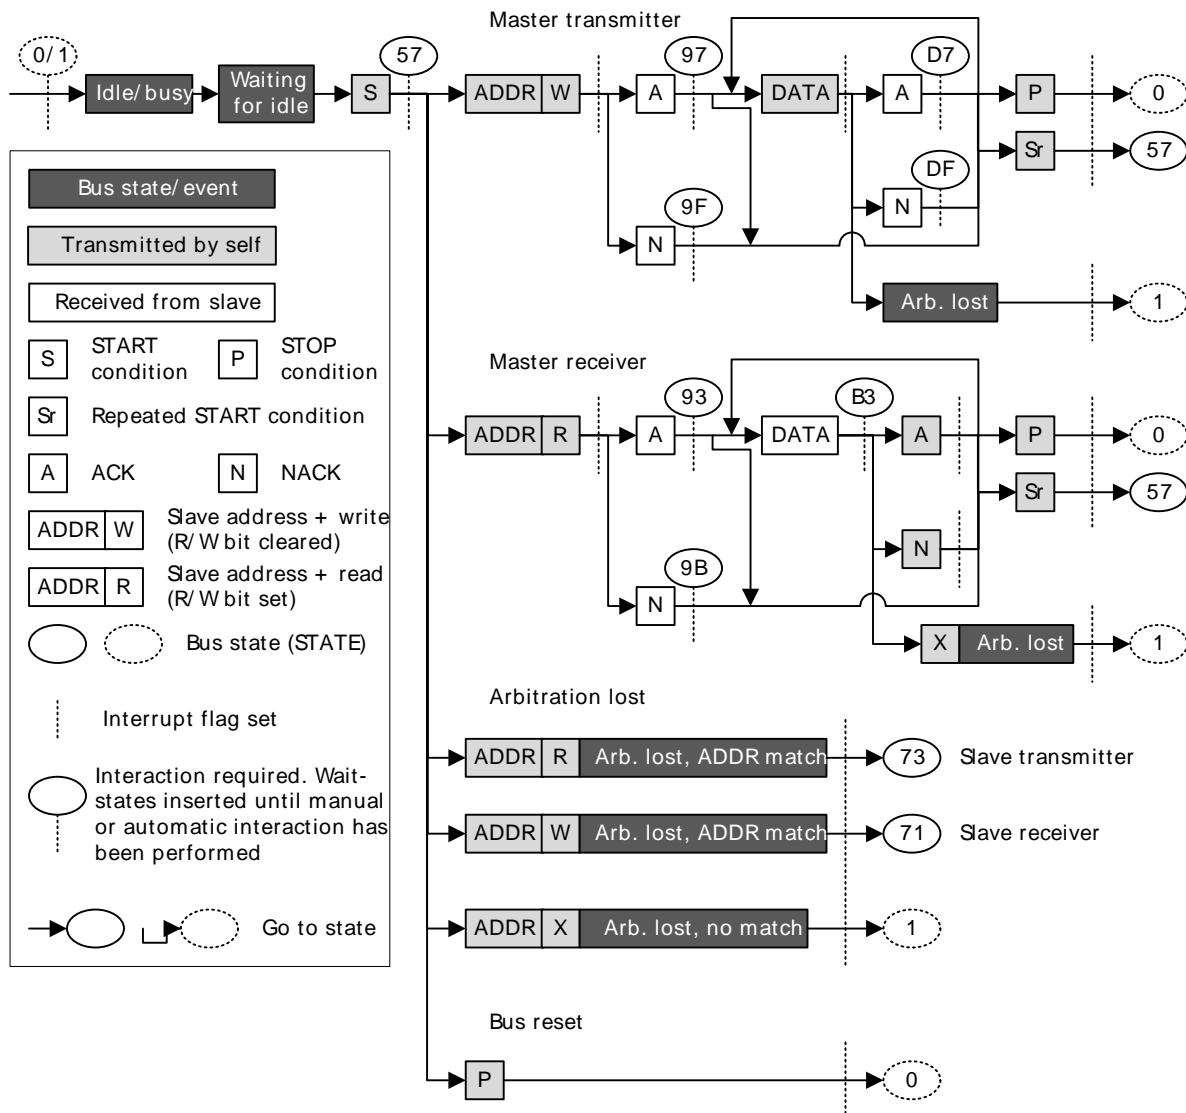 Master transmitter
0/1
57
97
D7
Idle/busy
Waiting
for idle
S
ADDR W
A
DATA
A
P
0
Sr
57
DF
N
9F
N
Arb. lost
1
Bus state/event
Transmitted by self
Received from slave
S
START
condition
P
STOP
condition
Sr
Repeated START condition
A
ACK
N
NACK
ADDR W
Slave address + write
(R/W bit cleared)
ADDR R
Slave address + read
(R/W bit set)
Bus state (STATE)
Interrupt flag set
Interaction required. Wait-
states inserted until manual
or automatic interaction has
been performed
Go to state
Master receiver
93
B3
ADDR R
A
DATA
A
P
0
Sr
57
N
9B
N
X Arb. lost
1
Arbitration lost
ADDR R Arb. lost, ADDR match
73
Slave transmitter
ADDR W Arb. lost, ADDR match
71
Slave receiver
ADDR X Arb. lost, no match
1
Bus reset
P
0